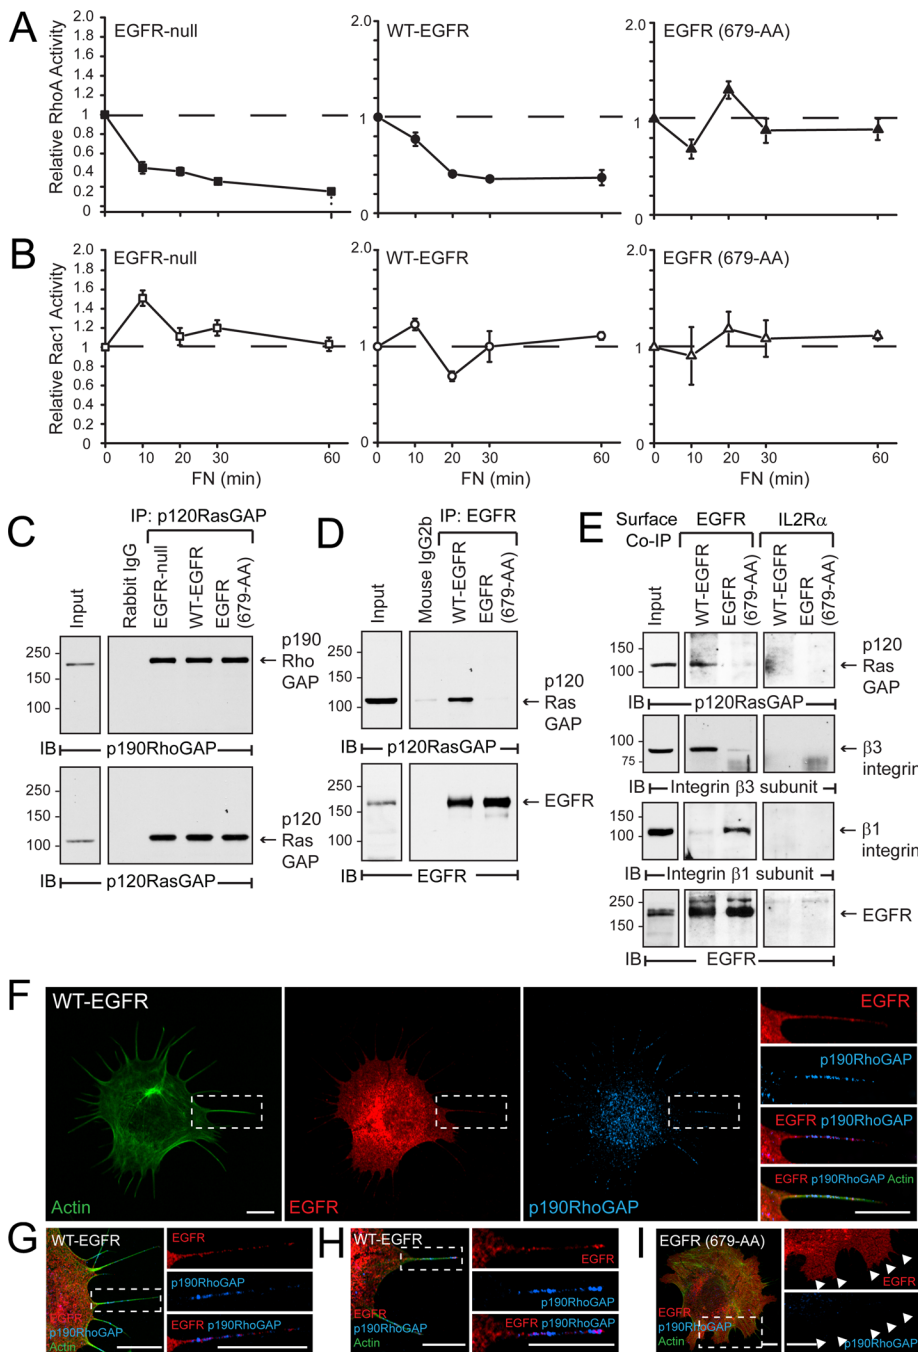 A
Relative RhoA Activity
2.0
1.8
1.6
1.4
1.2
1
0.8
0.6
0.4
0.2
0
EGFR-null
2.0
1
0
WT-EGFR
2.0
1
0
EGFR (679-AA)
B
Relative Rac1 Activity
2.0
1.8
1.6
1.4
1.2
1
0.8
0.6
0.4
0.2
0
EGFR-null
0 10 20 30 60
FN (min)
2.0
1
0
WT-EGFR
0 10 20 30 60
FN (min)
2.0
1
0
EGFR (679-AA)
0 10 20 30 60
FN (min)
C
IP: p120RasGAP
Input
Rabbit IgG
EGFR-null
WT-EGFR
EGFR
(679-AA)
250
150
100
←p190
Rho
GAP
IB p190RhoGAP
250
150
100
←p120
Ras
GAP
IB p120RasGAP
D
IP: EGFR
Input
Mouse IgG2b
WT-EGFR
EGFR
(679-AA)
250
150
100
←p120
Ras
GAP
IB p120RasGAP
250
150
100
←EGFR
IB EGFR
E
Surface
Co-IP
EGFR
IL2Rα
Input
WT-EGFR
EGFR
(679-AA)
WT-EGFR
EGFR
(679-AA)
150
100
←p120
Ras
GAP
IB p120RasGAP
100
75
←β3
integrin
IB Integrin β3 subunit
150
100
←β1
integrin
IB Integrin β1 subunit
250
150
←EGFR
IB EGFR
F
WT-EGFR
Actin
EGFR
p190RhoGAP
EGFR
p190RhoGAP
EGFR p190RhoGAP
EGFR p190RhoGAP Actin
G
WT-EGFR
EGFR
p190RhoGAP
Actin
EGFR
p190RhoGAP
EGFR p190RhoGAP
H
WT-EGFR
EGFR
p190RhoGAP
Actin
EGFR
p190RhoGAP
EGFR p190RhoGAP
I
EGFR (679-AA)
EGFR
p190RhoGAP
Actin
EGFR
p190RhoGAP